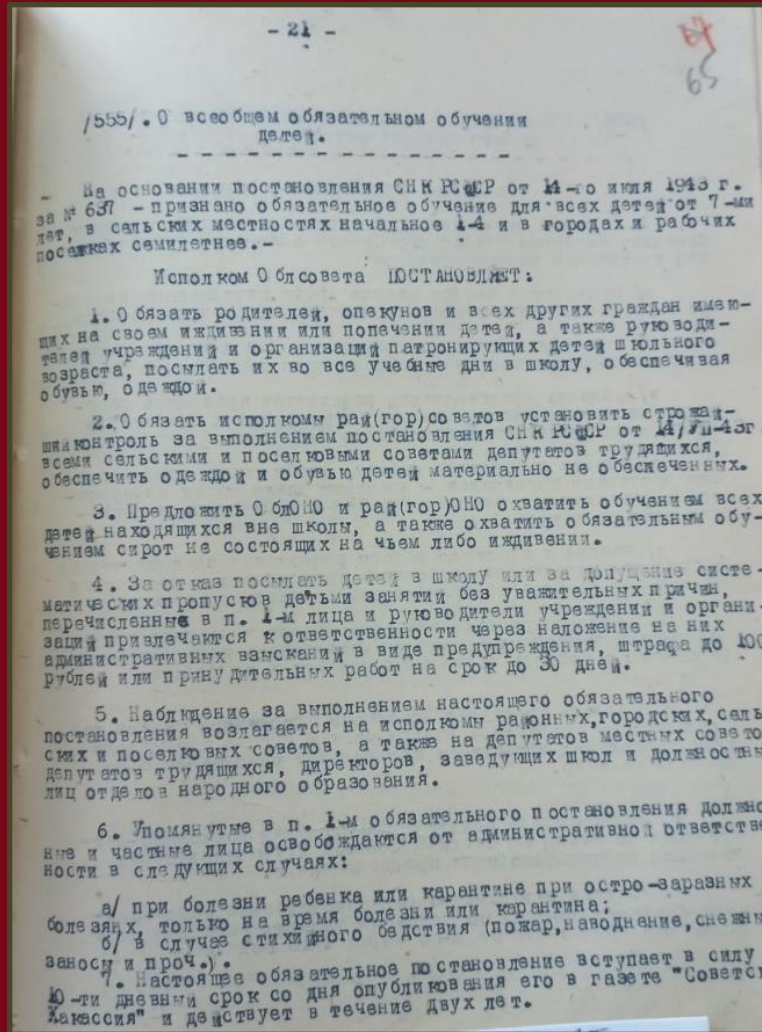 - 21 -
67
65
/555/. О всеобщем обязательном обучении
детей.
- - - - - - - - - - - - - - - -
На основании постановления СНК РСФСР от 14-го июля 1943 г.
за № 637 - признано обязательное обучение для всех детей от 7-ми
лет, в сельских местностях начальное 1-4 и в городах и рабочих
поселках семилетнее.-
Исполком Облсовета ПОСТАНОВЛЯЕТ:
1. Обязать родителей, опекунов и всех других граждан имею-
щих на своем иждивении или попечении детей, а также руководи-
телей учреждений и организаций патронирующих детей школьного
возраста, посылать их во все учебные дни в школу, обеспечивая
обувью, одеждой.
2. Обязать исполкомы рай(гор)советов установить строжай-
ший контроль за выполнением постановления СНК РСФСР от 14/УП-43г
всеми сельскими и поселковыми советами депутатов трудящихся,
обеспечить одеждой и обувью детей материально не обеспеченных.
3. Предложить ОблОНО и рай(гор)ОНО охватить обучением всех
детей находящихся вне школы, а также охватить обязательным обу-
чением сирот не состоящих на чьем либо иждивении.
4. За отказ посылать детей в школу или за допущение систе-
матических пропусков детьми занятий без уважительных причин,
перечисленные в п. 1-м лица и руководители учреждений и органи-
заций привлекаются к ответственности через наложение на них
административных взысканий в виде предупреждения, штрафа до 100
рублей или принудительных работ на срок до 30 дней.
5. Наблюдение за выполнением настоящего обязательного
постановления возлагается на исполкомы районных, городских, сель
ских и поселковых советов, а также на депутатов местных совето
депутатов трудящихся, директоров, заведующих школ и должностны
лиц отделов народного образования.
6. Упомянутые в п. 1-м обязательного постановления должно
ные и частные лица освобождаются от административной ответстве
ности в следующих случаях:
а/ при болезни ребенка или карантине при остро-заразных
болезнях, только на время болезни или карантина;
б/ в случае стихийного бедствия (пожар, наводнение, снежны
заносы и проч.).
7. Настоящее обязательное постановление вступает в силу
10-ти дневный срок со дня опубликования его в газете "Советск
Хакассия" и действует в течение двух лет.